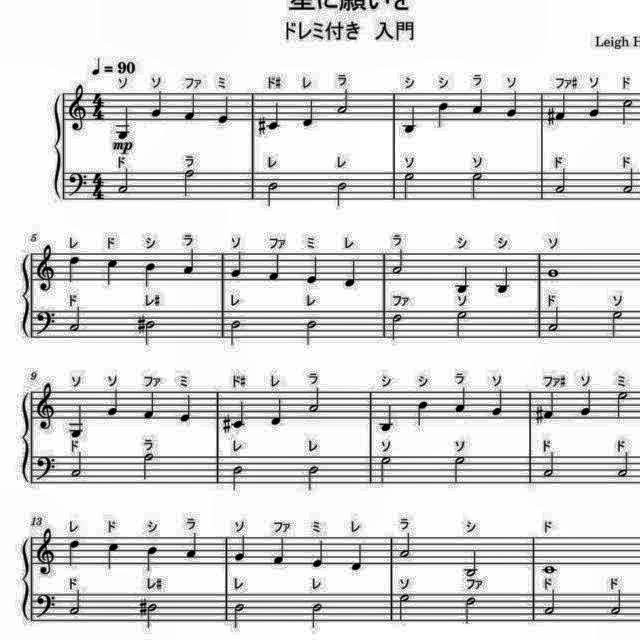 星に願いを
ドレミ付き 入門
Leigh H
♩ = 90
ソ ソ ファ ミ ド♯ レ ラ シ シ ラ ソ ファ♯ ソ ド
mp
ド ラ レ レ ソ ソ ド ド
5
レ ド シ ラ ソ ファ ミ レ ラ シ シ ソ
ド レ♯ レ レ ファ ソ ド ソ
9
ソ ソ ファ ミ ド♯ レ ラ シ シ ラ ソ ファ♯ ソ ミ
ド ラ レ レ ソ ソ ド ド
13
レ ド シ ラ ソ ファ ミ レ ラ シ ド
ド レ♯ レ レ ソ ファ ド ド